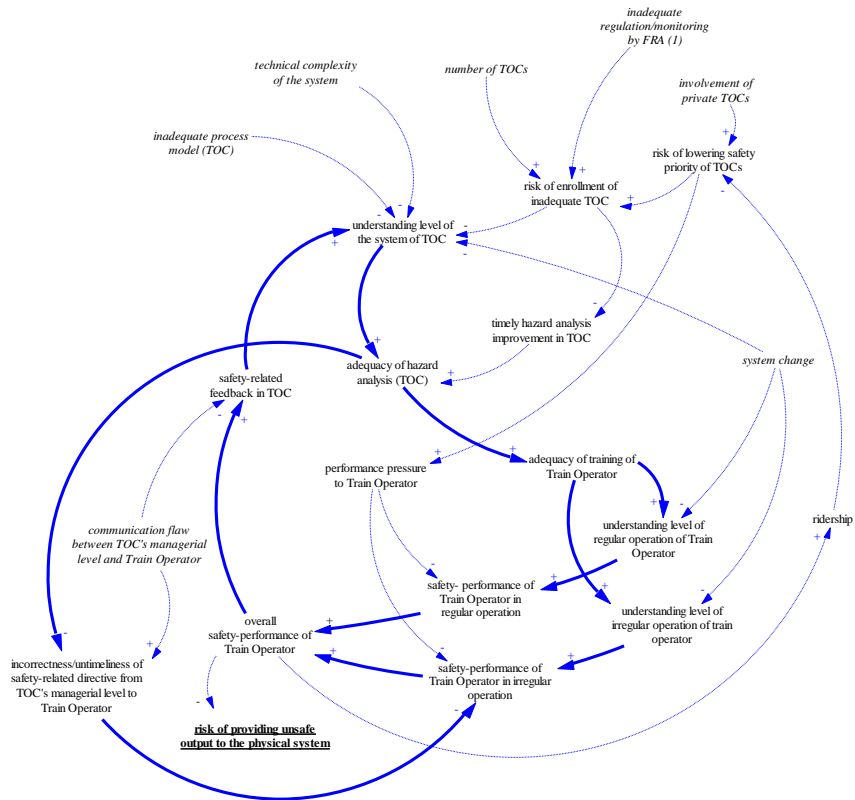 inadequate
regulation/monitoring
by FRA (1)
technical complexity
of the system
number of TOCs
involvement of
private TOCs
inadequate process
model (TOC)
risk of lowering safety
priority of TOCs
risk of enrollment of
inadequate TOC
understanding level of
the system of TOC
timely hazard analysis
improvement in TOC
system change
adequacy of hazard
analysis (TOC)
safety-related
feedback in TOC
performance pressure
to Train Operator
adequacy of training of
Train Operator
communication flaw
between TOC's managerial
level and Train Operator
understanding level of
regular operation of Train
Operator
ridership
safety- performance of
Train Operator in
regular operation
understanding level of
irregular operation of train
operator
overall
safety-performance of
Train Operator
incorrectness/untimeliness of
safety-related directive from
TOC's managerial level to
Train Operator
safety-performance of
Train Operator in irregular
operation
risk of providing unsafe
output to the physical system